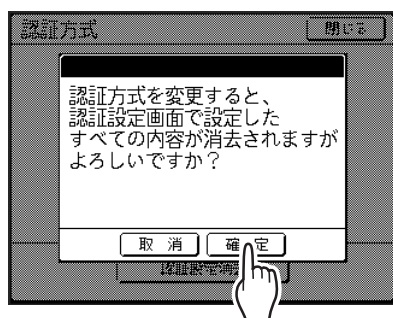 認証方式
閉じる
認証方式を変更すると、
認証設定画面で設定した
すべての内容が消去されますが
よろしいですか？
取 消
確 定